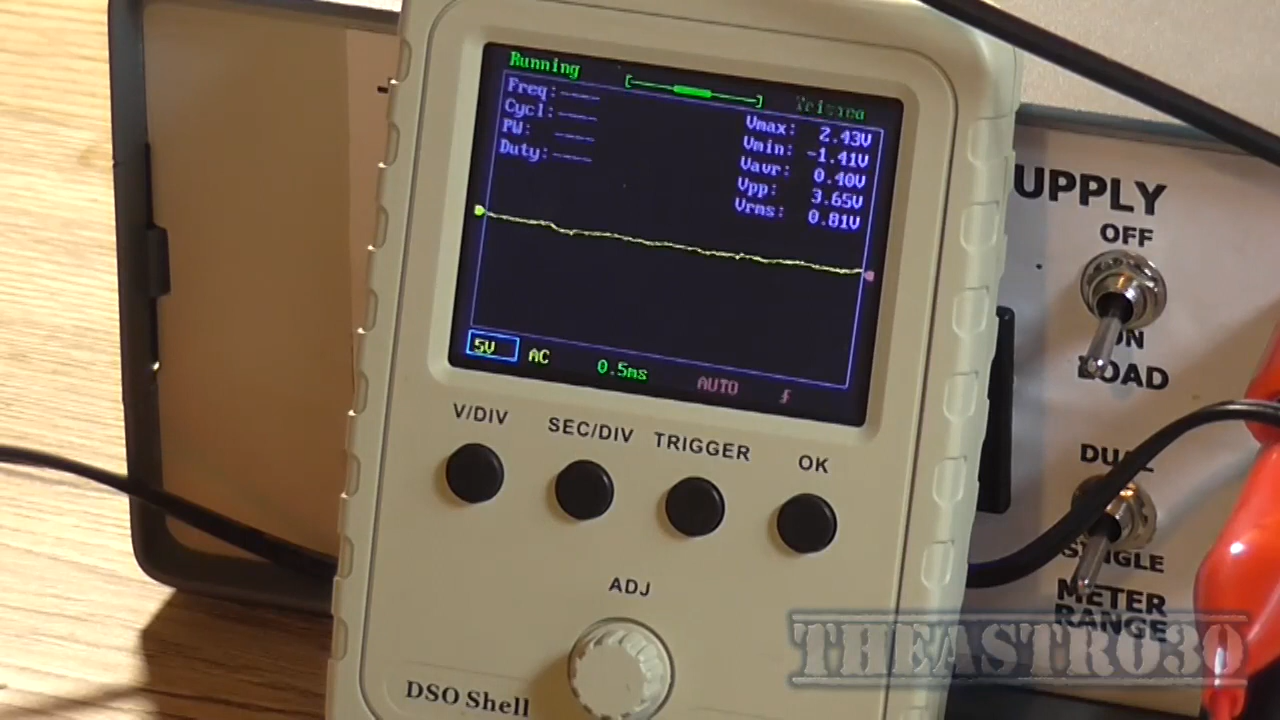 Running
Freq:----
Cycl:----
PW: ----
Duty:----
Vmax: 2.43V
Vmin: -1.41V
Vavr: 0.40V
Vpp: 3.65V
Vrms: 0.81V
5V AC 0.5ms AUTO
V/DIV SEC/DIV TRIGGER OK
ADJ
DSO Shell
UPPLY
OFF
ON
LOAD
DUAL
SINGLE
METER
RANGE
THEASTRO30